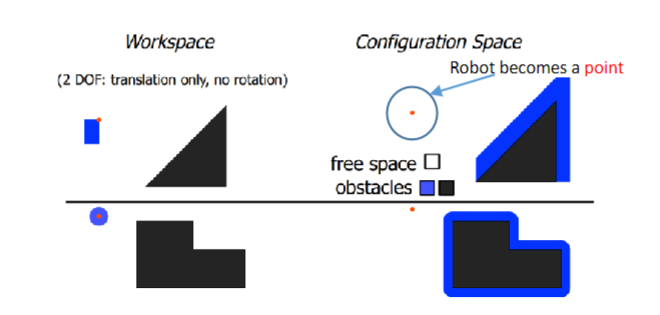 Workspace
Configuration Space
(2 DOF: translation only, no rotation)
Robot becomes a point
free space
obstacles